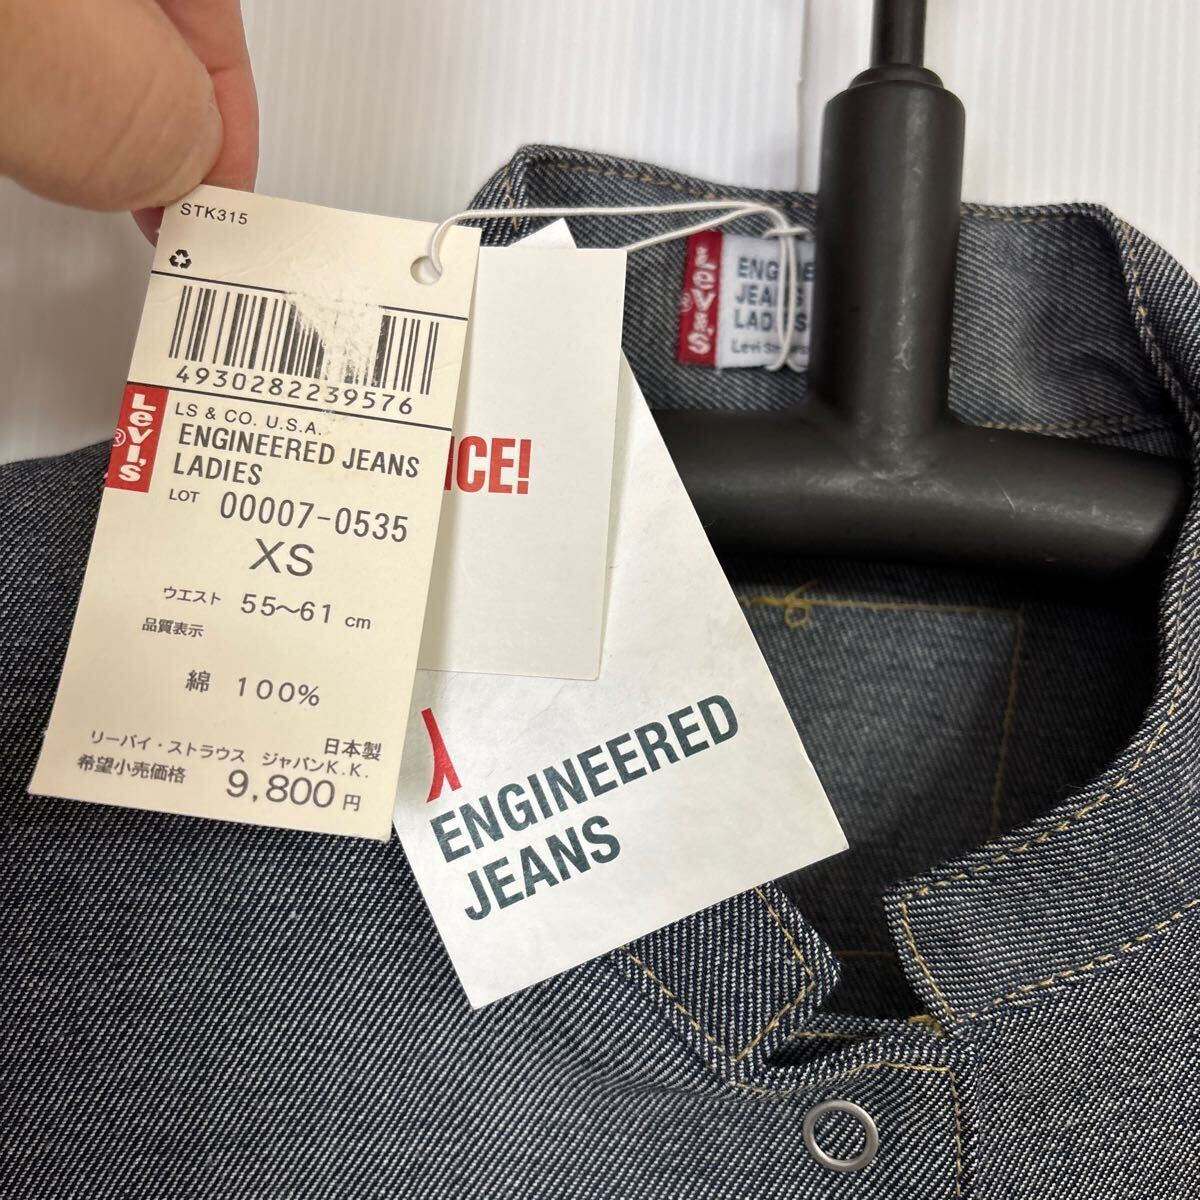 STK315
4930282239576
Levi's®
LS & CO. U.S.A.
ENGINEERED JEANS
LADIES
LOT 00007-0535
XS
ウエスト 55〜61 cm
品質表示
綿 100%
日本製
リーバイ・ストラウス ジャパンK.K.
希望小売価格 9,800円
ICE!
ENGINEERED
JEANS
Levi's®
JEANS
LADIES
Levi